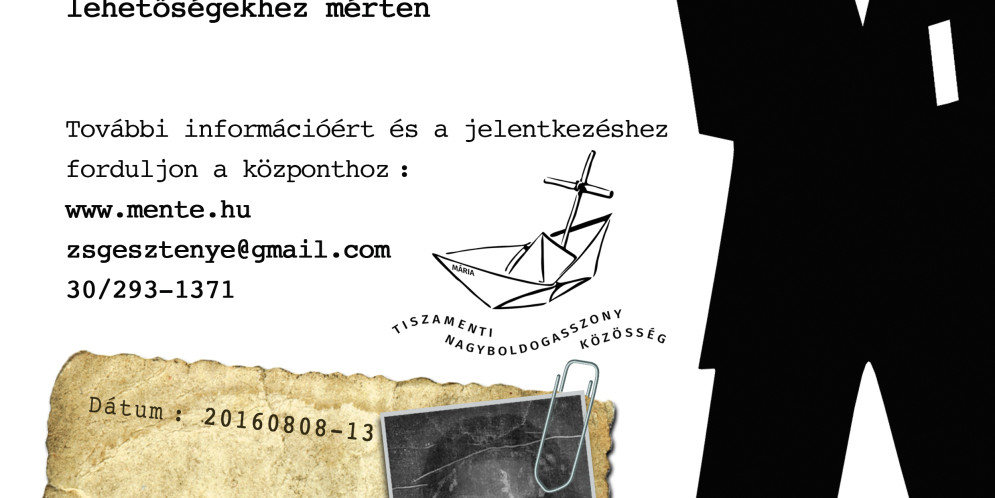 lehetőségekhez mérten
További információért és a jelentkezéshez
forduljon a központhoz :
www.mente.hu
zsgesztenye@gmail.com
30/293-1371
MÁRIA
TISZAMENTI
NAGYBOLDOGASSZONY
KÖZÖSSÉG
Dátum : 20160808-13